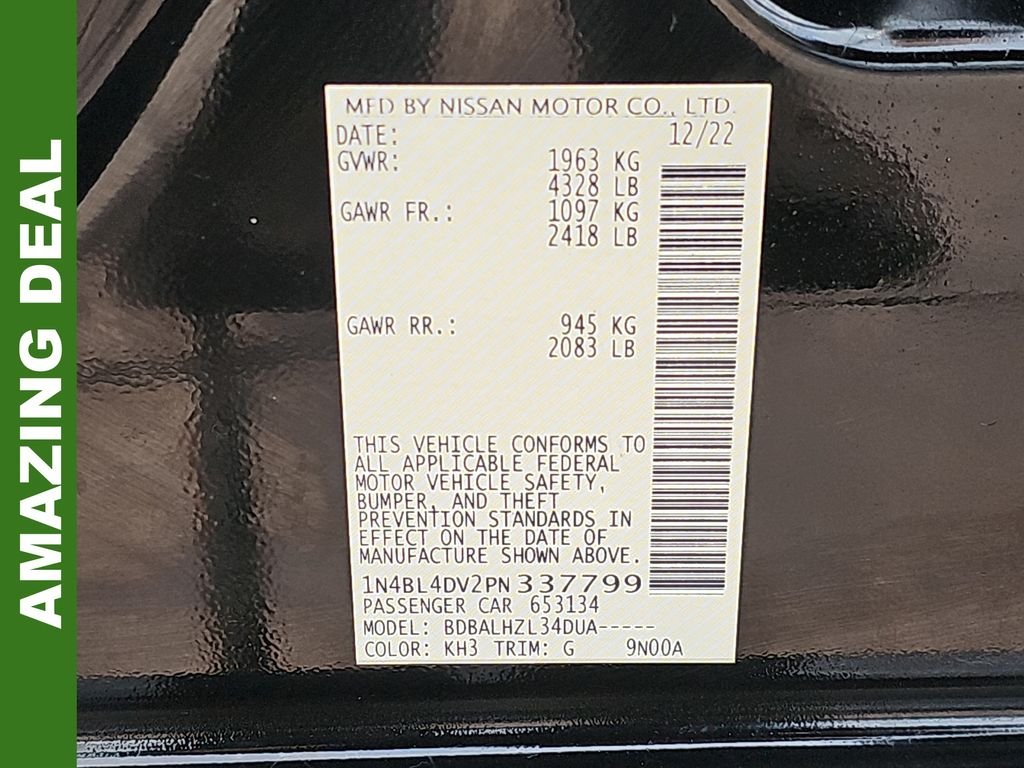 AMAZING DEAL
MFD BY NISSAN MOTOR CO., LTD.
DATE: 12/22
GVWR: 1963 KG
4328 LB
GAWR FR.: 1097 KG
2418 LB
GAWR RR.: 945 KG
2083 LB
THIS VEHICLE CONFORMS TO
ALL APPLICABLE FEDERAL
MOTOR VEHICLE SAFETY,
BUMPER, AND THEFT
PREVENTION STANDARDS IN
EFFECT ON THE DATE OF
MANUFACTURE SHOWN ABOVE.
1N4BL4DV2PN337799
PASSENGER CAR 653134
MODEL: BDBALHZL34DUA-----
COLOR: KH3 TRIM: G 9N00A